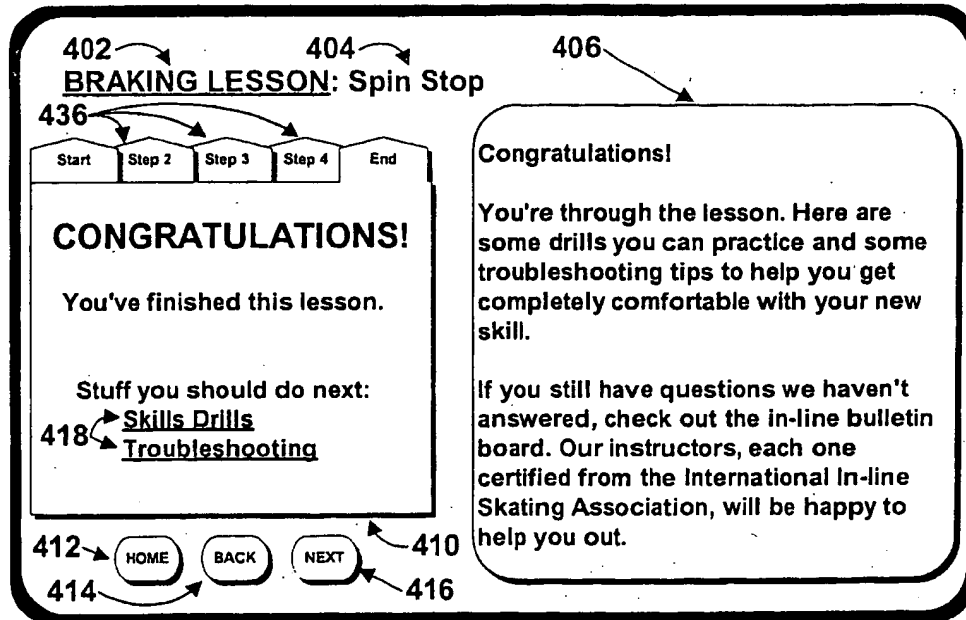 402 404 406
BRAKING LESSON: Spin Stop
436
Start Step 2 Step 3 Step 4 End
CONGRATULATIONS!
You've finished this lesson.
Stuff you should do next:
418 Skills Drills
Troubleshooting
412 HOME BACK NEXT 410
414 416
Congratulations!
You're through the lesson. Here are
some drills you can practice and some
troubleshooting tips to help you get
completely comfortable with your new
skill.
If you still have questions we haven't
answered, check out the in-line bulletin
board. Our instructors, each one
certified from the International In-line
Skating Association, will be happy to
help you out.